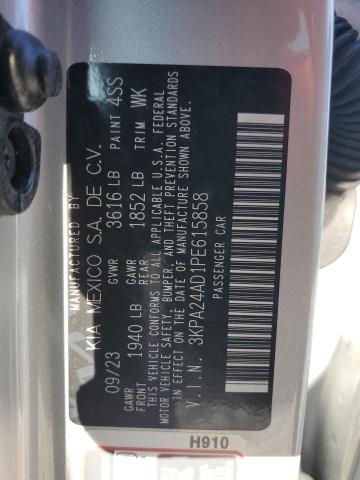 MANUFACTURED BY
KIA MEXICO S.A. DE C.V.
09/23 GVWR 3616 LB PAINT 4SS
GAWR FRONT 1940 LB GAWR REAR 1852 LB TRIM WK
THIS VEHICLE CONFORMS TO ALL APPLICABLE U.S.A. FEDERAL
MOTOR VEHICLE SAFETY, BUMPER, AND THEFT PREVENTION STANDARDS
IN EFFECT ON THE DATE OF MANUFACTURE SHOWN ABOVE.
V.I.N. 3KPA24AD1PE615858
PASSENGER CAR
H910